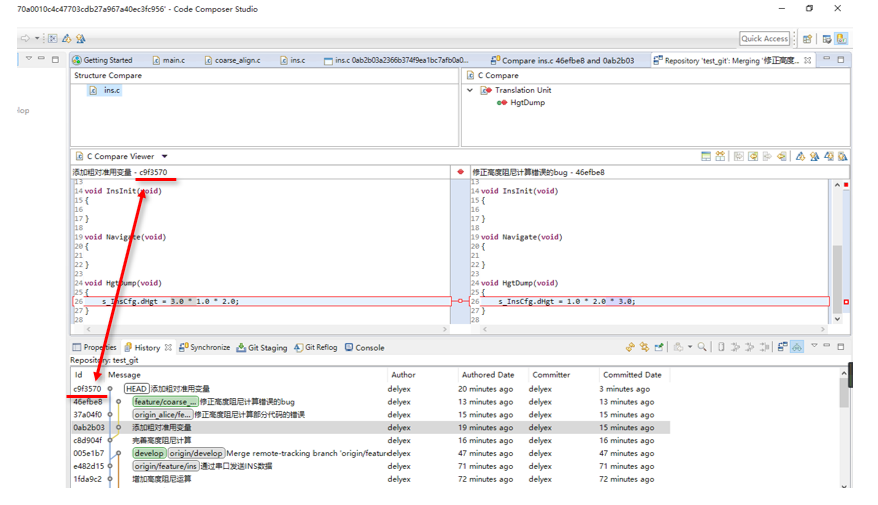 70a0010c4c47703cdb27a967a40ec3fc956' - Code Composer Studio
Quick Access
Getting Started main.c coarse_align.c ins.c ins.c 0ab2b03a2366b374f9ea1bc7afb0a0... Compare ins.c 46efbe8 and 0ab2b03 Repository 'test_git': Merging '修正高度...
Structure Compare
ins.c
C Compare
Translation Unit
HgtDump
C Compare Viewer
添加粗对准用变量 - c9f3570
修正高度阻尼计算错误的bug - 46efbe8
13
14 void InsInit(void)
15 {
16
17 }
18
19 void Navigate(void)
20 {
21
22 }
23
24 void HgtDump(void)
25 {
26 s_InsCfg.dHgt = 3.0 * 1.0 * 2.0;
27 }
28
13
14 void InsInit(void)
15 {
16
17 }
18
19 void Navigate(void)
20 {
21
22 }
23
24 void HgtDump(void)
25 {
26 s_InsCfg.dHgt = 1.0 * 2.0 * 3.0;
27 }
28
Properties History Synchronize Git Staging Git Reflog Console
Repository: test_git
Id Message Author Authored Date Committer Committed Date
c9f3570 HEAD 添加粗对准用变量 delyex 20 minutes ago delyex 3 minutes ago
46efbe8 feature/coarse_... 修正高度阻尼计算错误的bug delyex 13 minutes ago delyex 13 minutes ago
37a04f0 origin_alice/fe... 修正高度阻尼计算部分代码的错误 delyex 15 minutes ago delyex 15 minutes ago
0ab2b03 添加粗对准用变量 delyex 19 minutes ago delyex 15 minutes ago
c8d904f 完善高度阻尼计算 delyex 16 minutes ago delyex 16 minutes ago
005e1b7 develop origin/develop Merge remote-tracking branch 'origin/featur delyex 47 minutes ago delyex 47 minutes ago
e482d15 origin/feature/ins 通过串口发送INS数据 delyex 71 minutes ago delyex 71 minutes ago
1fda9c2 增加高度阻尼运算 delyex 72 minutes ago delyex 72 minutes ago